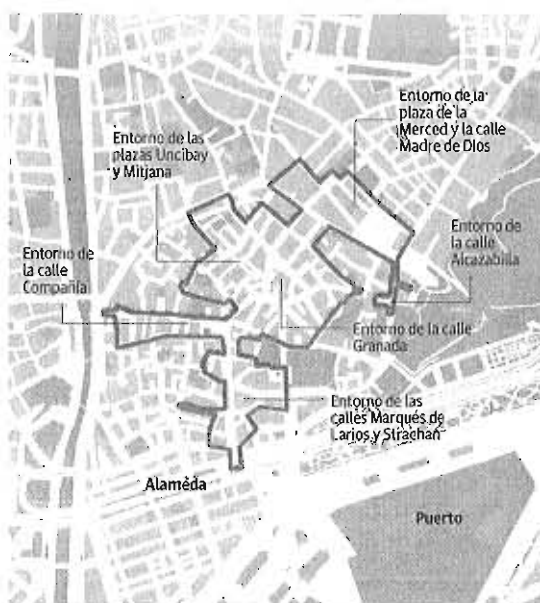 Entorno de la
plaza de la
Merced y la calle
Madre de Dios
Entorno de las
plazas Uncibay
y Mitjana
Entorno de
la calle
Alcazabilla
Entorno de
la calle
Compañía
Entorno de la calle
Granada
Entorno de las
calles Marqués de
Larios y Strachan
Alameda
Puerto